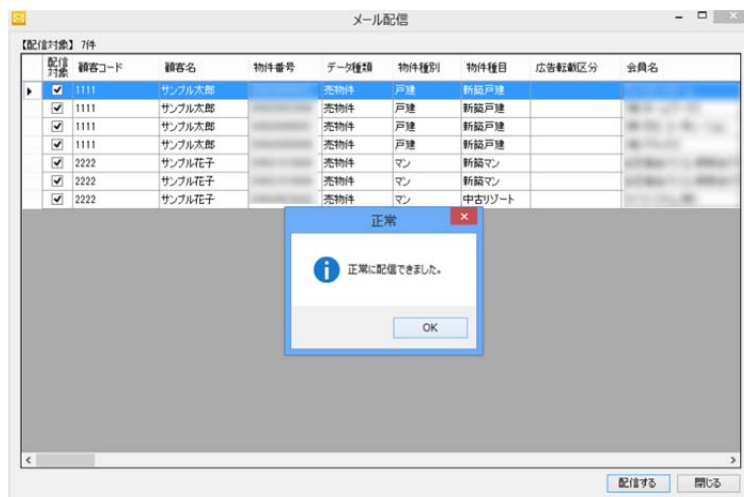 メール配信
【配信対象】 7件
配信対象 顧客コード 顧客名 物件番号 データ種類 物件種別 物件種目 広告転載区分 会員名
1111 サンプル太郎 売物件 戸建 新築戸建
1111 サンプル太郎 売物件 戸建 新築戸建
1111 サンプル太郎 売物件 戸建 新築戸建
1111 サンプル太郎 売物件 戸建 新築戸建
2222 サンプル花子 売物件 マン 新築マン
2222 サンプル花子 売物件 マン 新築マン
2222 サンプル花子 売物件 マン 中古リゾート
正常
正常に配信できました。
OK
配信する 閉じる